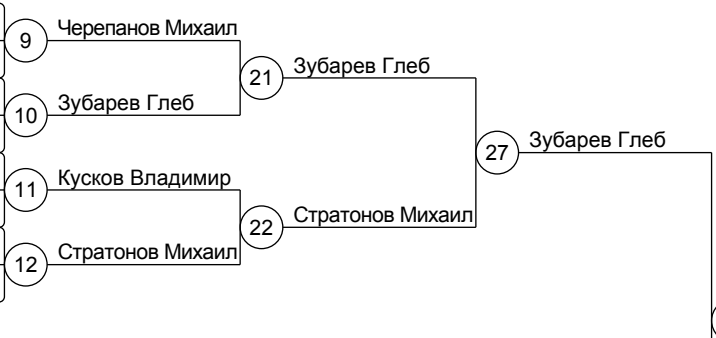 9 Черепанов Михаил
21 Зубарев Глеб
10 Зубарев Глеб
27 Зубарев Глеб
11 Кусков Владимир
22 Стратонов Михаил
12 Стратонов Михаил